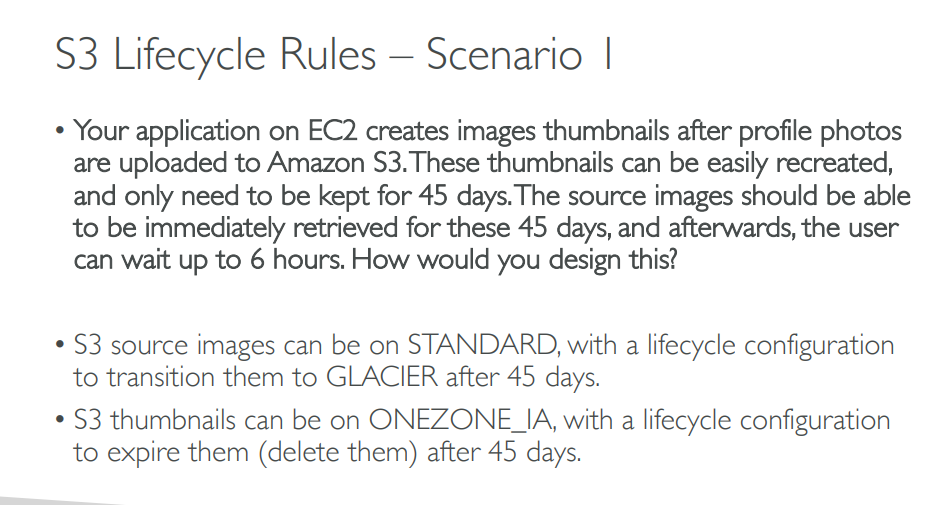 S3 Lifecycle Rules – Scenario 1
• Your application on EC2 creates images thumbnails after profile photos
are uploaded to Amazon S3. These thumbnails can be easily recreated,
and only need to be kept for 45 days. The source images should be able
to be immediately retrieved for these 45 days, and afterwards, the user
can wait up to 6 hours. How would you design this?
• S3 source images can be on STANDARD, with a lifecycle configuration
to transition them to GLACIER after 45 days.
• S3 thumbnails can be on ONEZONE_IA, with a lifecycle configuration
to expire them (delete them) after 45 days.